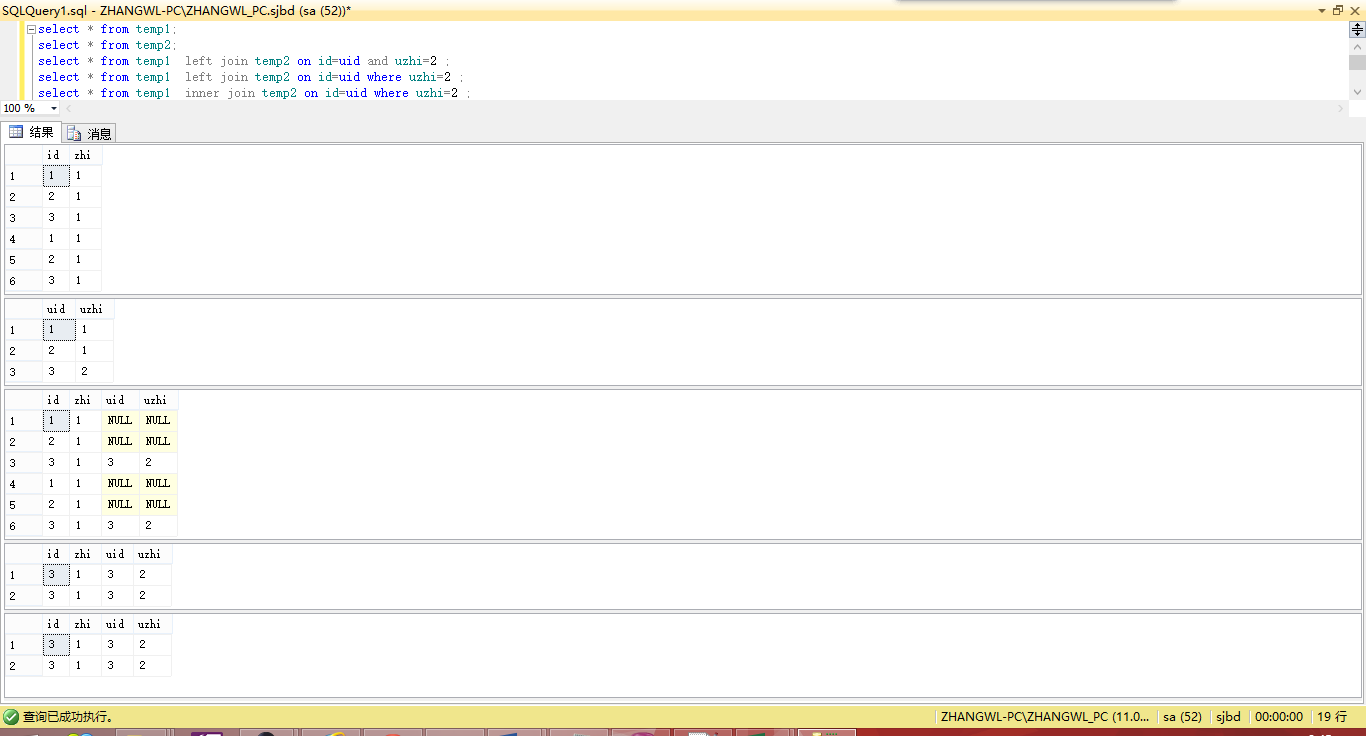 SQLQuery1.sql - ZHANGWL-PC\ZHANGWL_PC.sjbd (sa (52))*
select * from temp1;
select * from temp2;
select * from temp1  left join temp2 on id=uid and uzhi=2 ;
select * from temp1  left join temp2 on id=uid where uzhi=2 ;
select * from temp1  inner join temp2 on id=uid where uzhi=2 ;
100 %
结果 消息
id zhi
1 1 1
2 2 1
3 3 1
4 1 1
5 2 1
6 3 1
uid uzhi
1 1 1
2 2 1
3 3 2
id zhi uid uzhi
1 1 1 NULL NULL
2 2 1 NULL NULL
3 3 1 3 2
4 1 1 NULL NULL
5 2 1 NULL NULL
6 3 1 3 2
id zhi uid uzhi
1 3 1 3 2
2 3 1 3 2
id zhi uid uzhi
1 3 1 3 2
2 3 1 3 2
查询已成功执行。 ZHANGWL-PC\ZHANGWL_PC (11.0... sa (52) sjbd 00:00:00 19 行